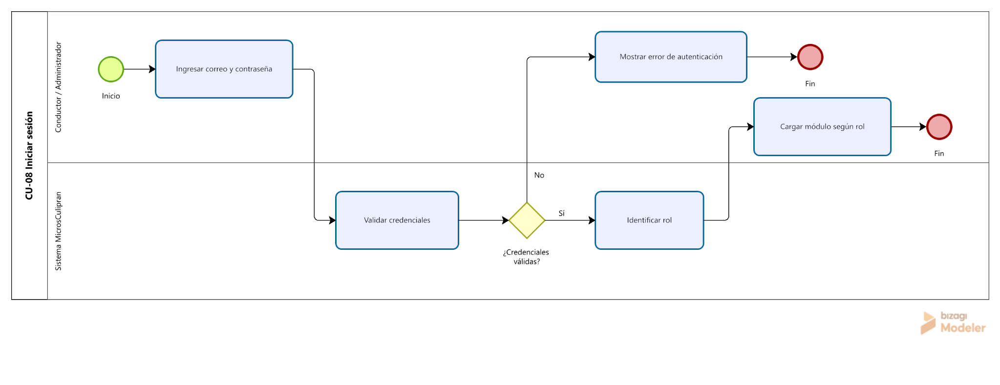 CU-08 Iniciar sesión
Conductor / Administrador
Inicio
Ingresar correo y contraseña
Mostrar error de autenticación
Fin
Cargar módulo según rol
Fin
Sistema MicrosCulipran
Validar credenciales
No
Sí
¿Credenciales
válidas?
Identificar rol
bizagi
Modeler